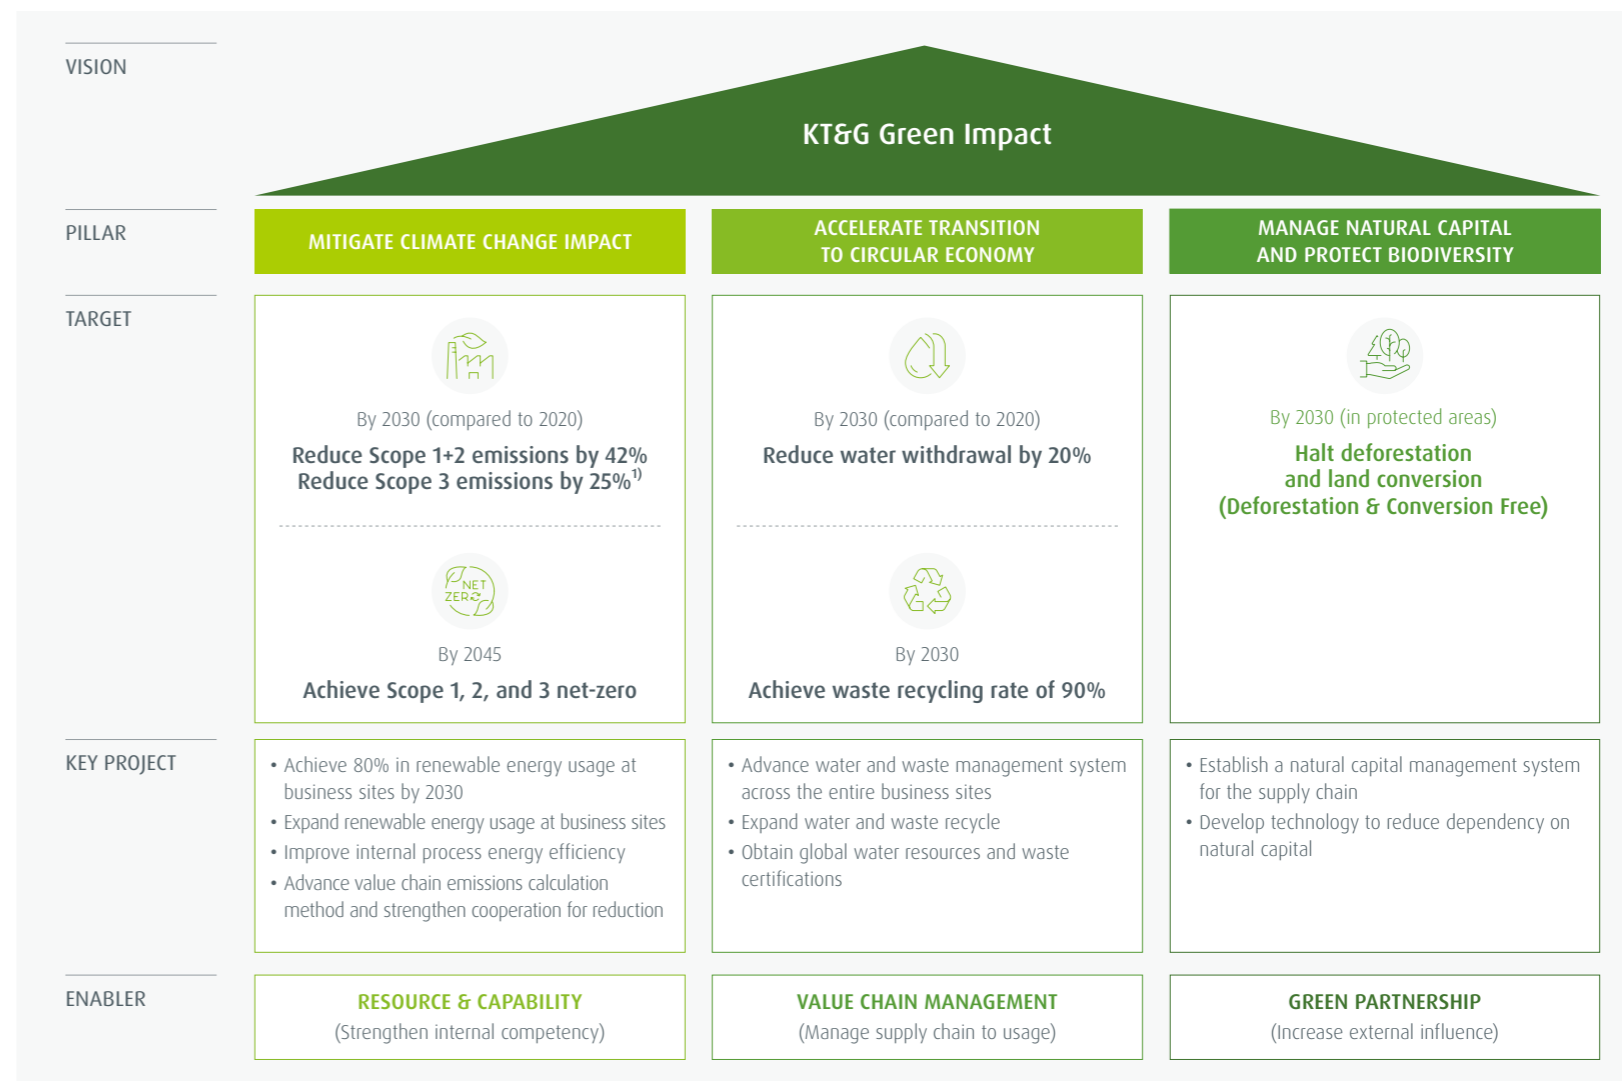 VISION
KT&G Green Impact
PILLAR
MITIGATE CLIMATE CHANGE IMPACT
ACCELERATE TRANSITION
TO CIRCULAR ECONOMY
MANAGE NATURAL CAPITAL
AND PROTECT BIODIVERSITY
TARGET
By 2030 (compared to 2020)
Reduce Scope 1+2 emissions by 42%
Reduce Scope 3 emissions by 25%¹⁾
NET
ZERO
By 2045
Achieve Scope 1, 2, and 3 net-zero
By 2030 (compared to 2020)
Reduce water withdrawal by 20%
By 2030
Achieve waste recycling rate of 90%
By 2030 (in protected areas)
Halt deforestation
and land conversion
(Deforestation & Conversion Free)
KEY PROJECT
• Achieve 80% in renewable energy usage at
business sites by 2030
• Expand renewable energy usage at business sites
• Improve internal process energy efficiency
• Advance value chain emissions calculation
method and strengthen cooperation for reduction
• Advance water and waste management system
across the entire business sites
• Expand water and waste recycle
• Obtain global water resources and waste
certifications
• Establish a natural capital management system
for the supply chain
• Develop technology to reduce dependency on
natural capital
ENABLER
RESOURCE & CAPABILITY
(Strengthen internal competency)
VALUE CHAIN MANAGEMENT
(Manage supply chain to usage)
GREEN PARTNERSHIP
(Increase external influence)